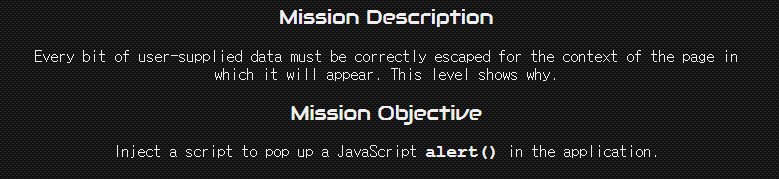 Mission Description
Every bit of user-supplied data must be correctly escaped for the context of the page in
which it will appear. This level shows why.
Mission Objective
Inject a script to pop up a JavaScript alert() in the application.